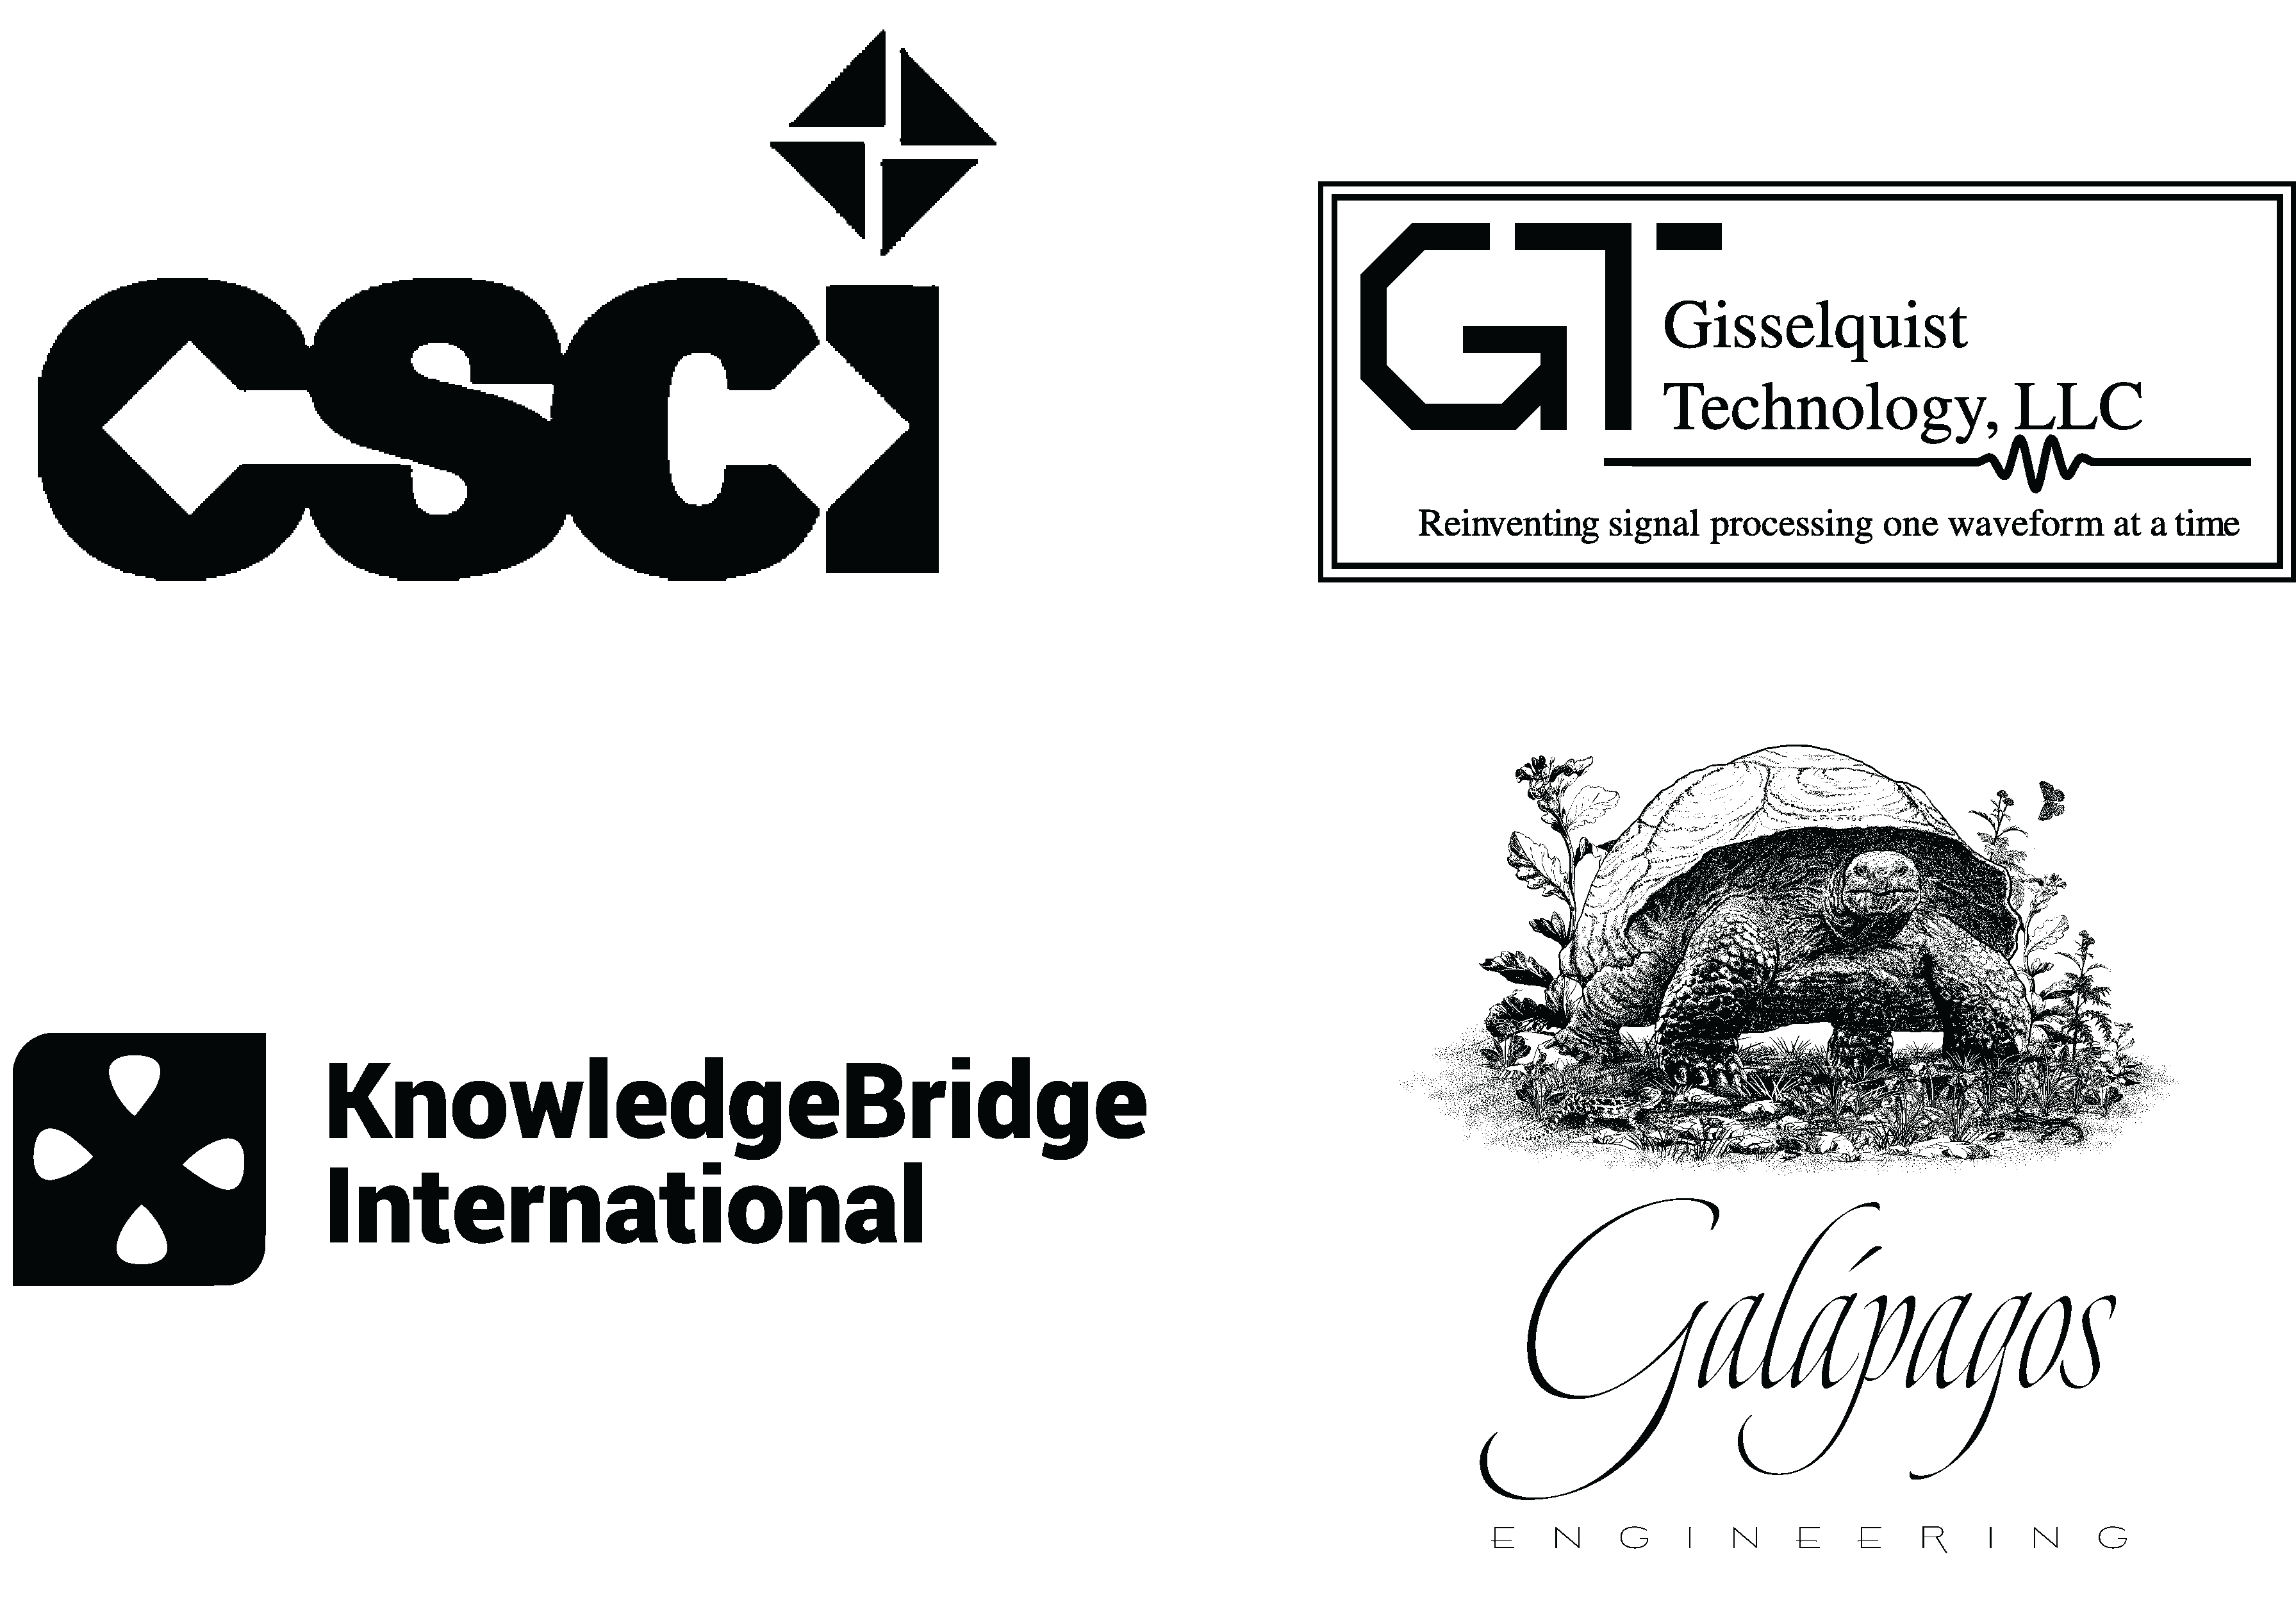 CSCi
GT
Gisselquist
Technology, LLC
Reinventing signal processing one waveform at a time
KnowledgeBridge
International
Galápagos
ENGINEERING